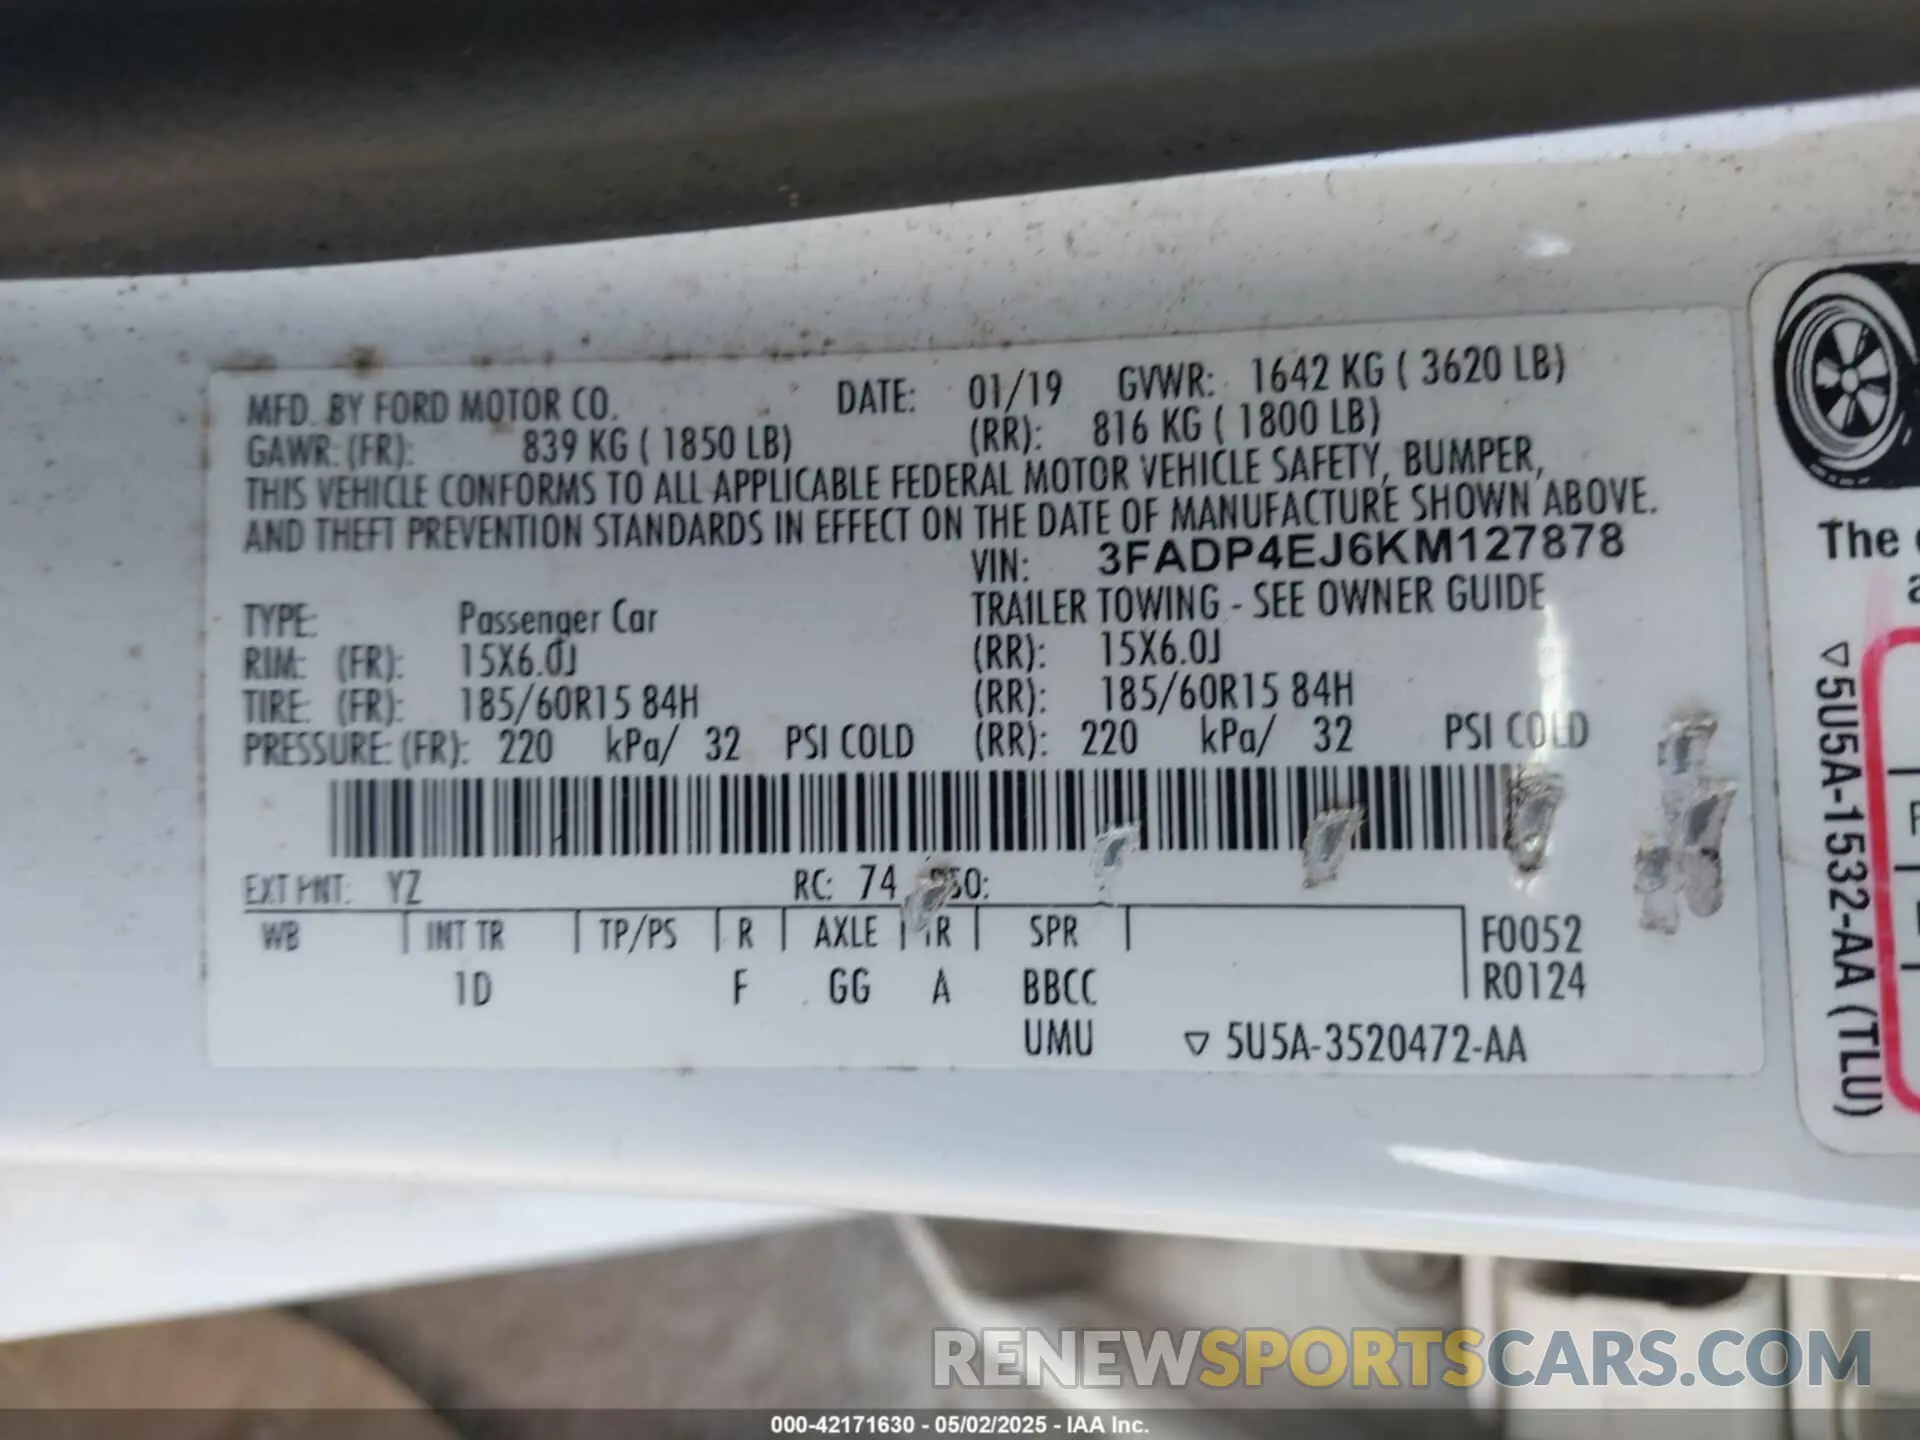 MFD. BY FORD MOTOR CO. DATE: 01/19 GVWR: 1642 KG ( 3620 LB)
GAWR: (FR): 839 KG ( 1850 LB) (RR): 816 KG ( 1800 LB)
THIS VEHICLE CONFORMS TO ALL APPLICABLE FEDERAL MOTOR VEHICLE SAFETY, BUMPER,
AND THEFT PREVENTION STANDARDS IN EFFECT ON THE DATE OF MANUFACTURE SHOWN ABOVE.
VIN: 3FADP4EJ6KM127878
TYPE: Passenger Car TRAILER TOWING - SEE OWNER GUIDE
RIM: (FR): 15X6.0J (RR): 15X6.0J
TIRE: (FR): 185/60R15 84H (RR): 185/60R15 84H
PRESSURE: (FR): 220 kPa/ 32 PSI COLD (RR): 220 kPa/ 32 PSI COLD
EXT PNT: YZ RC: 74
WB INT TR TP/PS R AXLE SPR F0052
1D F GG A BBCC R0124
UMU ▽ 5U5A-3520472-AA
The
▽5U5A-1532-AA (TLU)
RENEWSPORTSCARS.COM
000-42171630 - 05/02/2025 - IAA Inc.